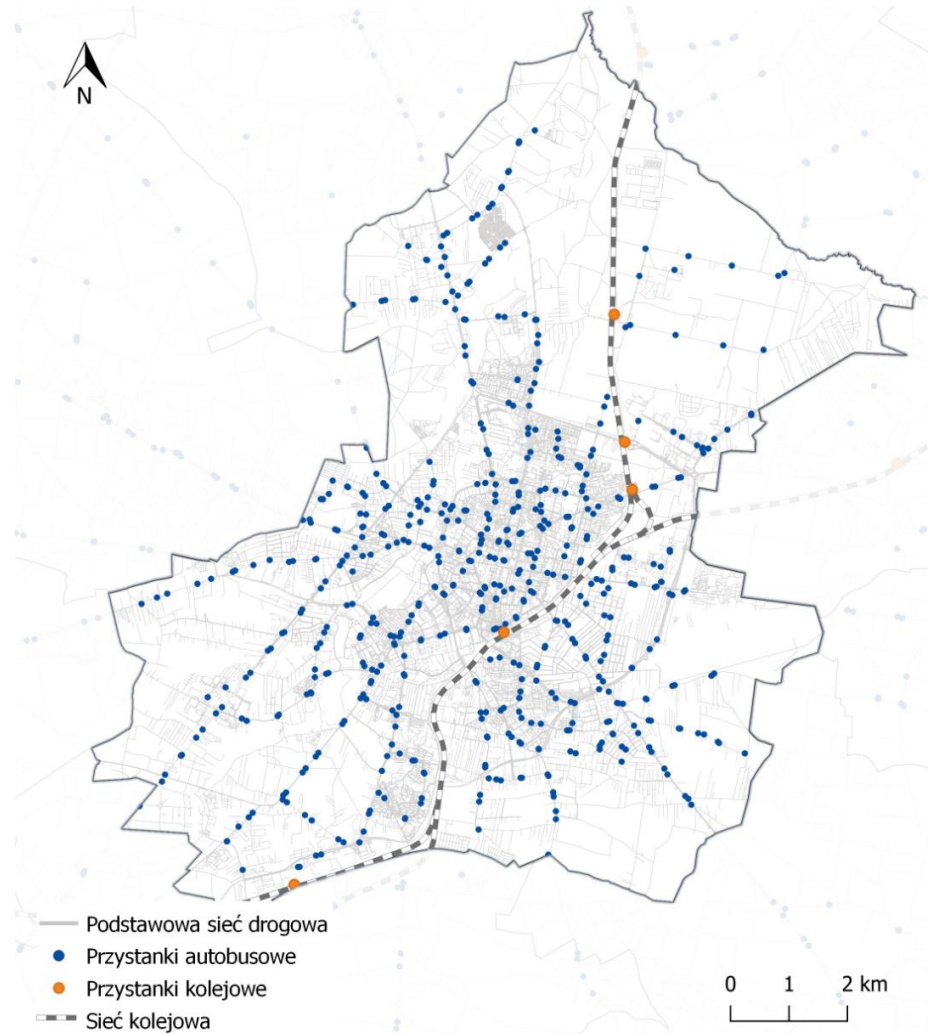 N
Podstawowa sieć drogowa
Przystanki autobusowe
Przystanki kolejowe
Sieć kolejowa
0 1 2 km